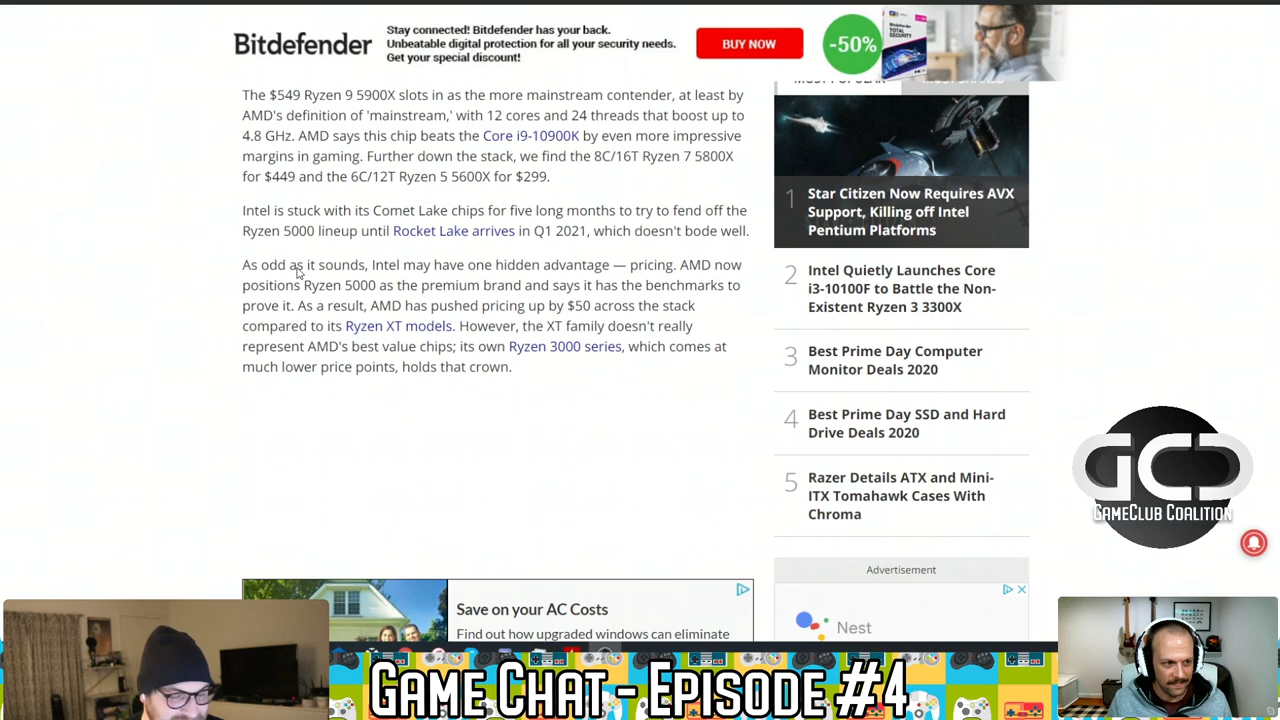 Bitdefender
Stay connected! Bitdefender has your back.
Unbeatable digital protection for all your security needs.
Get your special discount!
BUY NOW
-50%
The $549 Ryzen 9 5900X slots in as the more mainstream contender, at least by
AMD's definition of 'mainstream,' with 12 cores and 24 threads that boost up to
4.8 GHz. AMD says this chip beats the Core i9-10900K by even more impressive
margins in gaming. Further down the stack, we find the 8C/16T Ryzen 7 5800X
for $449 and the 6C/12T Ryzen 5 5600X for $299.
Intel is stuck with its Comet Lake chips for five long months to try to fend off the
Ryzen 5000 lineup until Rocket Lake arrives in Q1 2021, which doesn't bode well.
As odd as it sounds, Intel may have one hidden advantage — pricing. AMD now
positions Ryzen 5000 as the premium brand and says it has the benchmarks to
prove it. As a result, AMD has pushed pricing up by $50 across the stack
compared to its Ryzen XT models. However, the XT family doesn't really
represent AMD's best value chips; its own Ryzen 3000 series, which comes at
much lower price points, holds that crown.
1
Star Citizen Now Requires AVX
Support, Killing off Intel
Pentium Platforms
2
Intel Quietly Launches Core
i3-10100F to Battle the Non-
Existent Ryzen 3 3300X
3
Best Prime Day Computer
Monitor Deals 2020
4
Best Prime Day SSD and Hard
Drive Deals 2020
5
Razer Details ATX and Mini-
ITX Tomahawk Cases With
Chroma
Advertisement
Nest
Save on your AC Costs
Find out how upgraded windows can eliminate
GCC
GAMECLUB COALITION
GAME CHAT - EPISODE #4